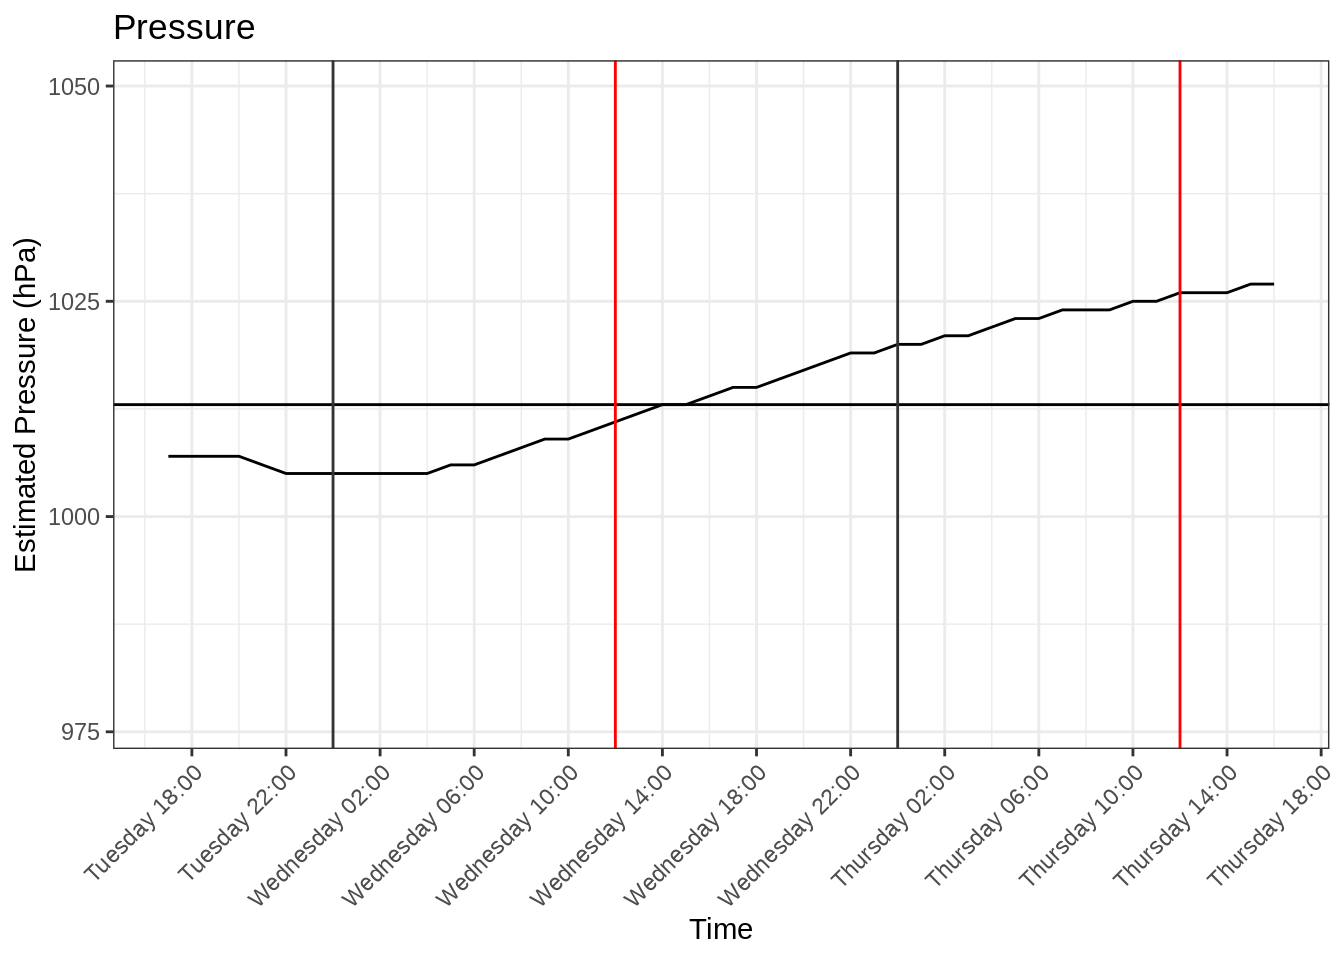 Pressure
Estimated Pressure (hPa)
1050
1025
1000
975
Tuesday 18:00
Tuesday 22:00
Wednesday 02:00
Wednesday 06:00
Wednesday 10:00
Wednesday 14:00
Wednesday 18:00
Wednesday 22:00
Thursday 02:00
Thursday 06:00
Thursday 10:00
Thursday 14:00
Thursday 18:00
Time